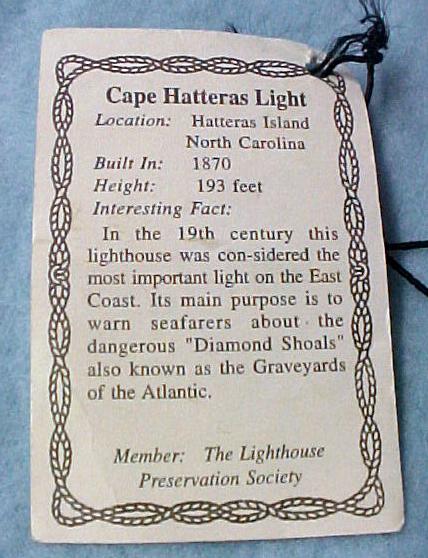 Cape Hatteras Light
Location: Hatteras Island
North Carolina
Built In: 1870
Height: 193 feet
Interesting Fact:
In the 19th century this
lighthouse was con-sidered the
most important light on the East
Coast. Its main purpose is to
warn seafarers about the
dangerous "Diamond Shoals"
also known as the Graveyards
of the Atlantic.
Member: The Lighthouse
Preservation Society